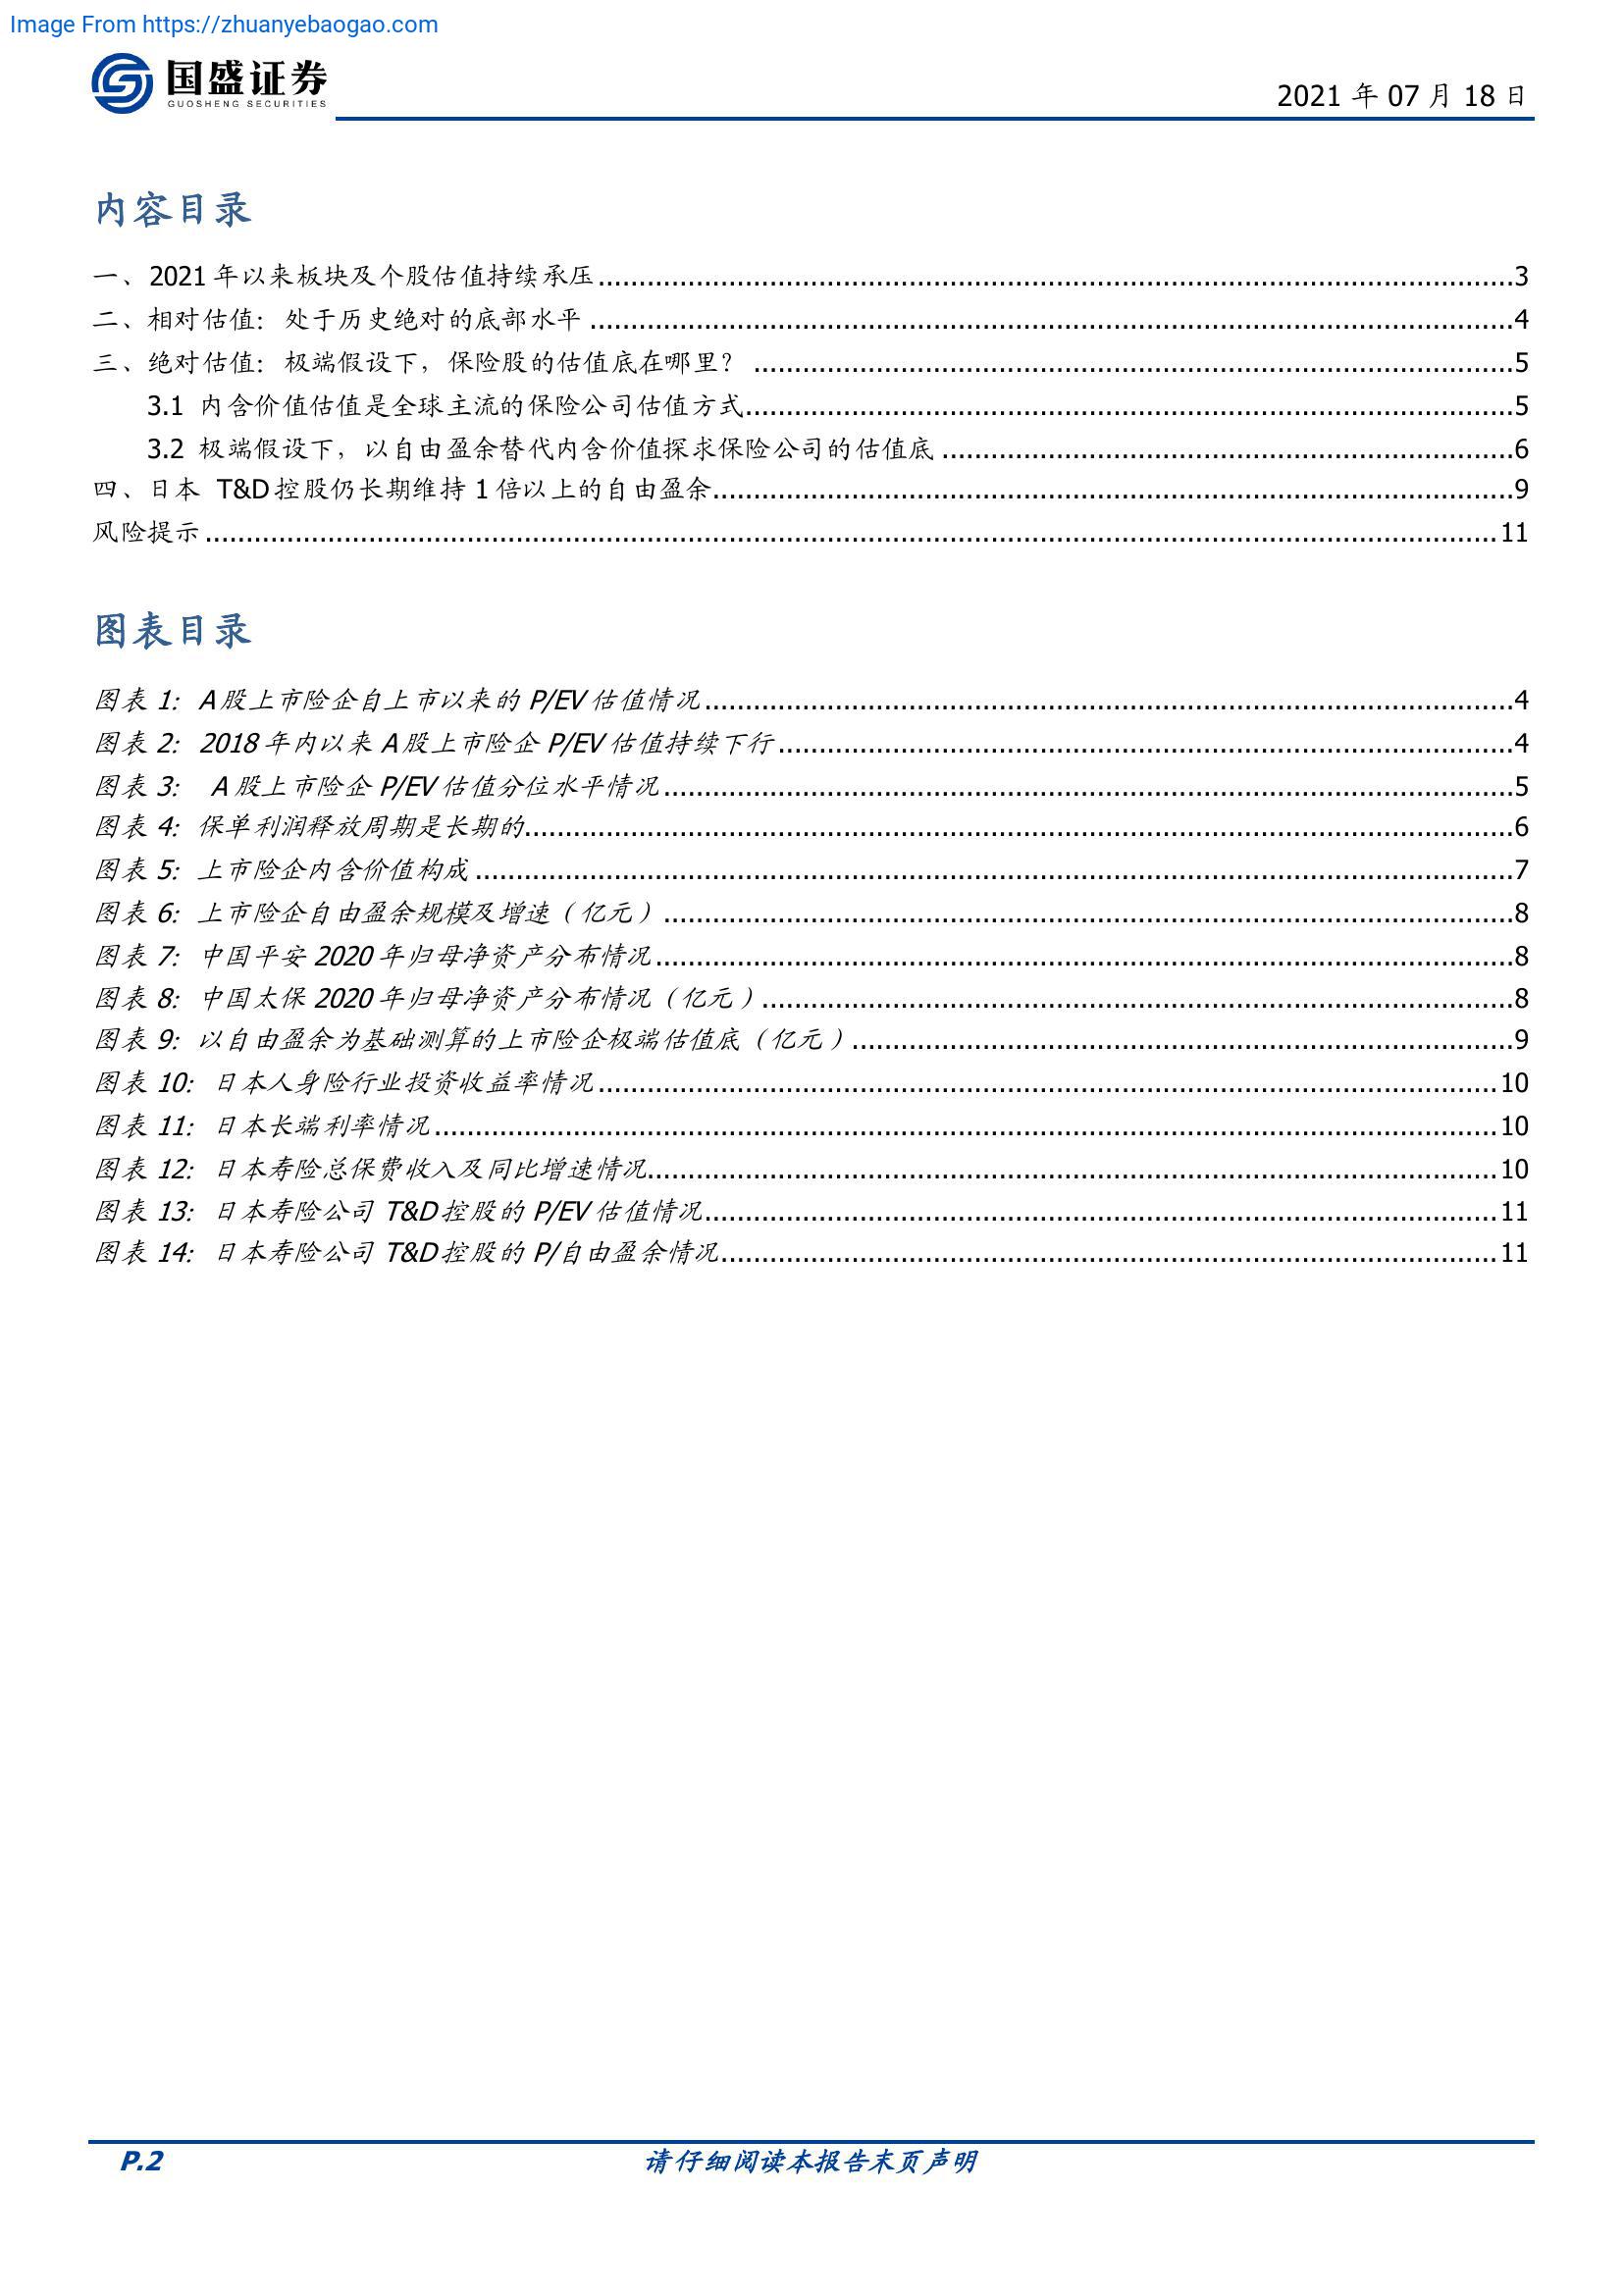 Image From https://zhuanyebaogao.com
国盛证券
GUOSHENG SECURITIES
2021 年 07 月 18 日
内容目录
一、2021 年以来板块及个股估值持续承压 ........ 3
二、相对估值：处于历史绝对的底部水平 ........ 4
三、绝对估值：极端假设下，保险股的估值底在哪里？ ........ 5
3.1 内含价值估值是全球主流的保险公司估值方式 ........ 5
3.2 极端假设下，以自由盈余替代内含价值探求保险公司的估值底 ........ 6
四、日本 T&D 控股仍长期维持 1 倍以上的自由盈余 ........ 9
风险提示 ........ 11
图表目录
图表 1: A 股上市险企自上市以来的 P/EV 估值情况 ........ 4
图表 2: 2018 年内以来 A 股上市险企 P/EV 估值持续下行 ........ 4
图表 3: A 股上市险企 P/EV 估值分位水平情况 ........ 5
图表 4: 保单利润释放周期是长期的 ........ 6
图表 5: 上市险企内含价值构成 ........ 7
图表 6: 上市险企自由盈余规模及增速（亿元） ........ 8
图表 7: 中国平安 2020 年归母净资产分布情况 ........ 8
图表 8: 中国太保 2020 年归母净资产分布情况（亿元） ........ 8
图表 9: 以自由盈余为基础测算的上市险企极端估值底（亿元） ........ 9
图表 10: 日本人身险行业投资收益率情况 ........ 10
图表 11: 日本长端利率情况 ........ 10
图表 12: 日本寿险总保费收入及同比增速情况 ........ 10
图表 13: 日本寿险公司 T&D 控股的 P/EV 估值情况 ........ 11
图表 14: 日本寿险公司 T&D 控股的 P/自由盈余情况 ........ 11
P.2
请仔细阅读本报告末页声明